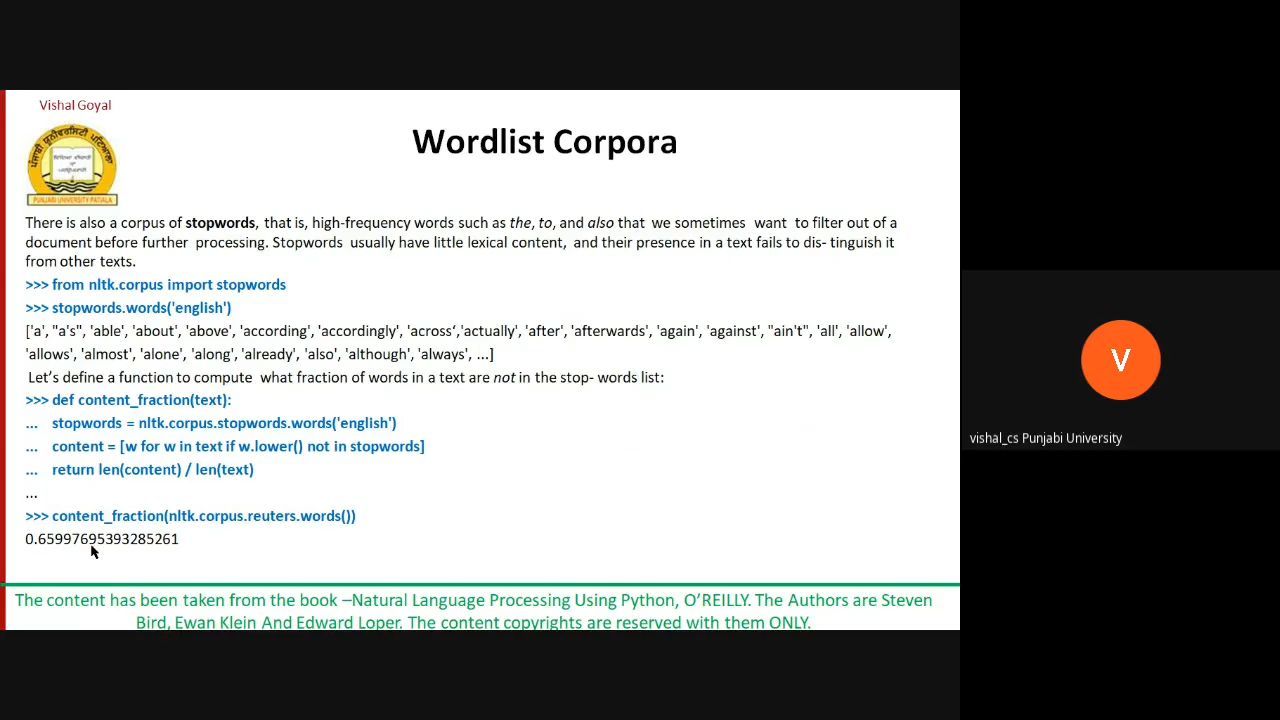 Vishal Goyal
ਪੰਜਾਬੀ ਯੂਨੀਵਰਸਿਟੀ ਪਟਿਆਲਾ
PUNJABI UNIVERSITY PATIALA
Wordlist Corpora
There is also a corpus of stopwords, that is, high-frequency words such as the, to, and also that we sometimes want to filter out of a
document before further processing. Stopwords usually have little lexical content, and their presence in a text fails to dis- tinguish it
from other texts.
>>> from nltk.corpus import stopwords
>>> stopwords.words('english')
['a', "a's", 'able', 'about', 'above', 'according', 'accordingly', 'across‘,'actually', 'after', 'afterwards', 'again', 'against', "ain't", 'all', 'allow',
'allows', 'almost', 'alone', 'along', 'already', 'also', 'although', 'always', ...]
Let’s define a function to compute what fraction of words in a text are not in the stop- words list:
>>> def content_fraction(text):
... stopwords = nltk.corpus.stopwords.words('english')
... content = [w for w in text if w.lower() not in stopwords]
... return len(content) / len(text)
...
>>> content_fraction(nltk.corpus.reuters.words())
0.65997695393285261
The content has been taken from the book –Natural Language Processing Using Python, O’REILLY. The Authors are Steven
Bird, Ewan Klein And Edward Loper. The content copyrights are reserved with them ONLY.
V
vishal_cs Punjabi University